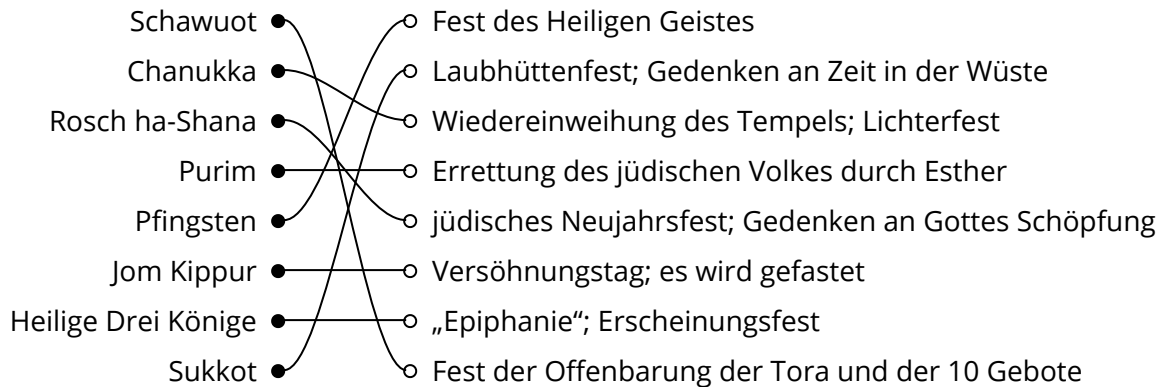 Schawuot Fest des Heiligen Geistes
Chanukka Laubhüttenfest; Gedenken an Zeit in der Wüste
Rosch ha-Shana Wiedereinweihung des Tempels; Lichterfest
Purim Errettung des jüdischen Volkes durch Esther
Pfingsten jüdisches Neujahrsfest; Gedenken an Gottes Schöpfung
Jom Kippur Versöhnungstag; es wird gefastet
Heilige Drei Könige „Epiphanie“; Erscheinungsfest
Sukkot Fest der Offenbarung der Tora und der 10 Gebote